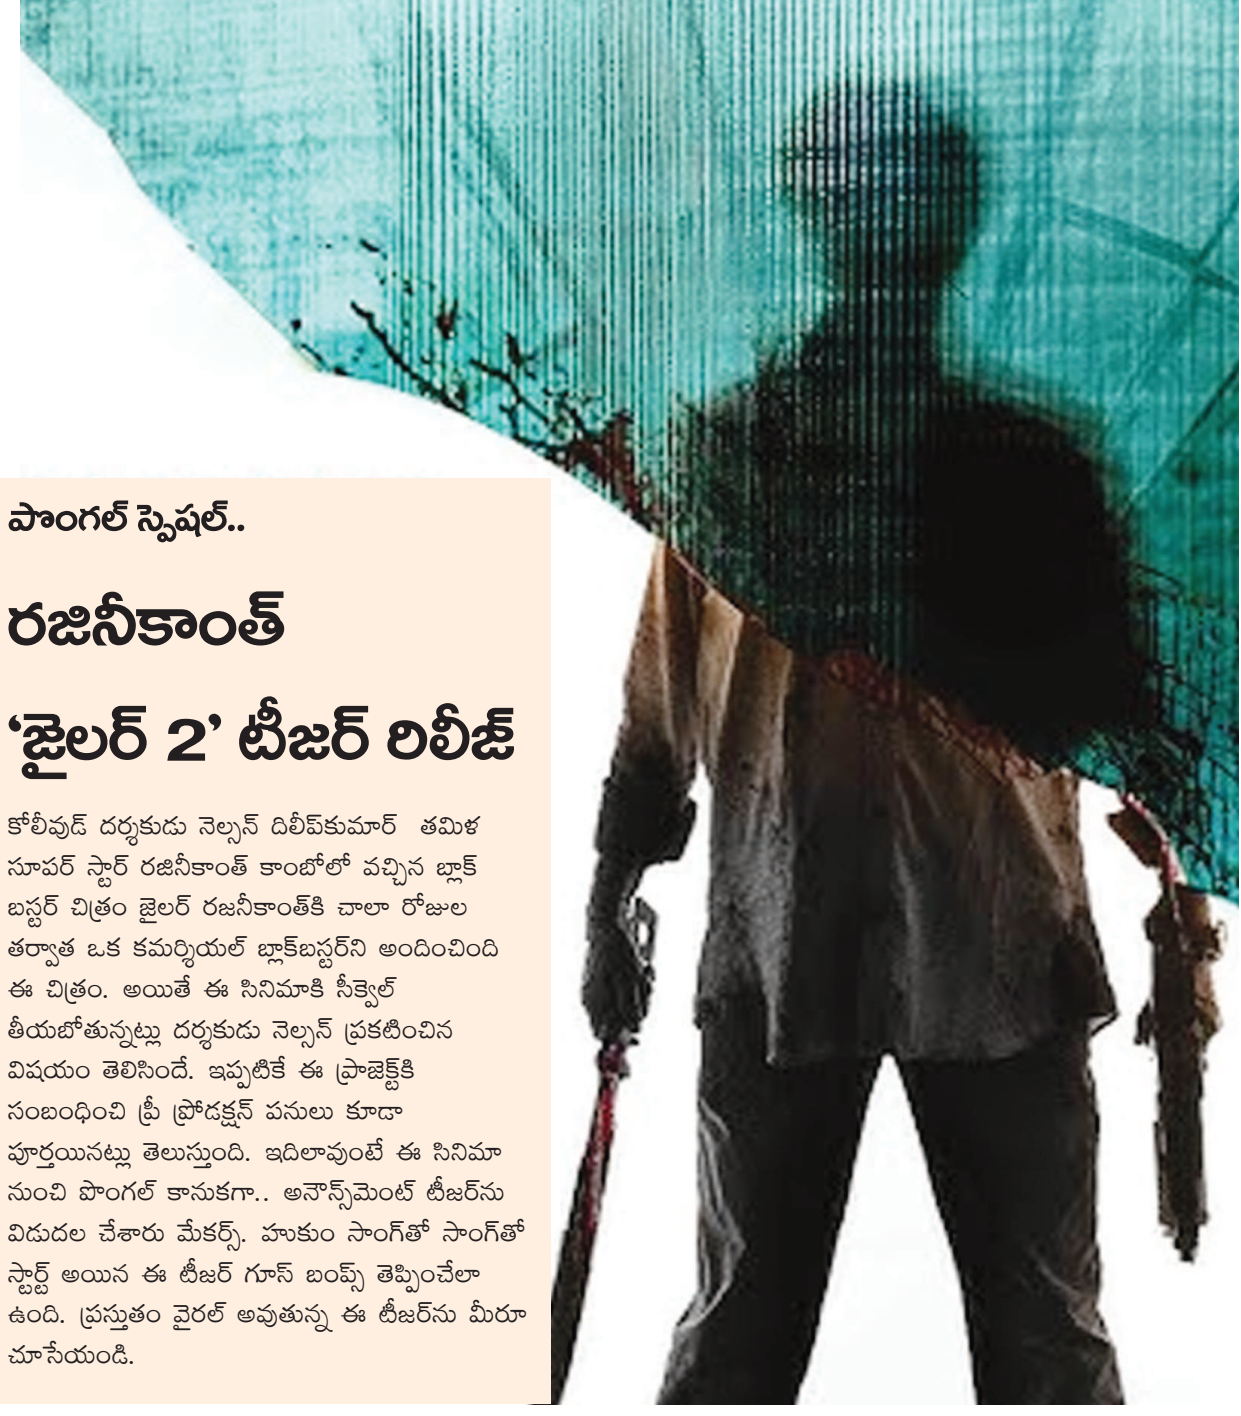 పొంగల్ స్పెషల్..
రజినీకాంత్
‘జైలర్ 2’ టీజర్ రిలీజ్
కోలీవుడ్ దర్శకుడు నెల్సన్ దిలీప్‌కుమార్ తమిళ
సూపర్ స్టార్ రజినీకాంత్ కాంబోలో వచ్చిన బ్లాక్
బస్టర్ చిత్రం జైలర్ రజనీకాంత్‌కి చాలా రోజుల
తర్వాత ఒక కమర్శియల్ బ్లాక్‌బస్టర్‌ని అందించింది
ఈ చిత్రం. అయితే ఈ సినిమాకి సీక్వెల్
తీయబోతున్నట్లు దర్శకుడు నెల్సన్ ప్రకటించిన
విషయం తెలిసిందే. ఇప్పటికే ఈ ప్రాజెక్ట్‌కి
సంబంధించి ప్రీ ప్రోడక్షన్ పనులు కూడా
పూర్తయినట్లు తెలుస్తుంది. ఇదిలావుంటే ఈ సినిమా
నుంచి పొంగల్ కానుకగా.. అనౌన్స్‌మెంట్ టీజర్‌ను
విడుదల చేశారు మేకర్స్. హుకుం సాంగ్‌తో సాంగ్‌తో
స్టార్ట్ అయిన ఈ టీజర్ గూస్ బంప్స్ తెప్పించేలా
ఉంది. ప్రస్తుతం వైరల్ అవుతున్న ఈ టీజర్‌ను మీరూ
చూసేయండి.